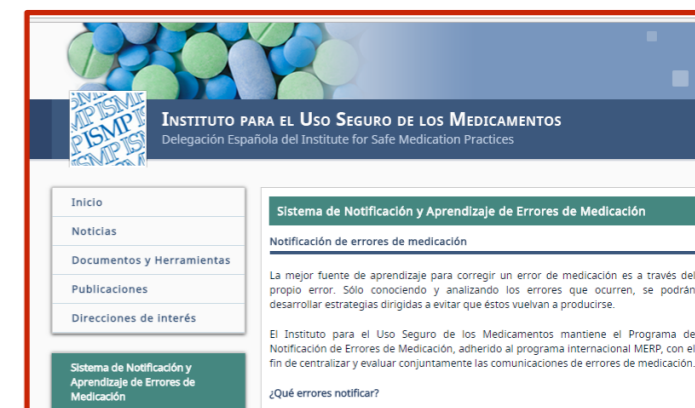 INSTITUTO PARA EL USO SEGURO DE LOS MEDICAMENTOS
Delegación Española del Institute for Safe Medication Practices
ISMP
Inicio
Noticias
Documentos y Herramientas
Publicaciones
Direcciones de interés
Sistema de Notificación y
Aprendizaje de Errores de
Medicación
Sistema de Notificación y Aprendizaje de Errores de Medicación
Notificación de errores de medicación
La mejor fuente de aprendizaje para corregir un error de medicación es a través del
propio error. Sólo conociendo y analizando los errores que ocurren, se podrán
desarrollar estrategias dirigidas a evitar que éstos vuelvan a producirse.
El Instituto para el Uso Seguro de los Medicamentos mantiene el Programa de
Notificación de Errores de Medicación, adherido al programa internacional MERP, con el
fin de centralizar y evaluar conjuntamente las comunicaciones de errores de medicación.
¿Qué errores notificar?